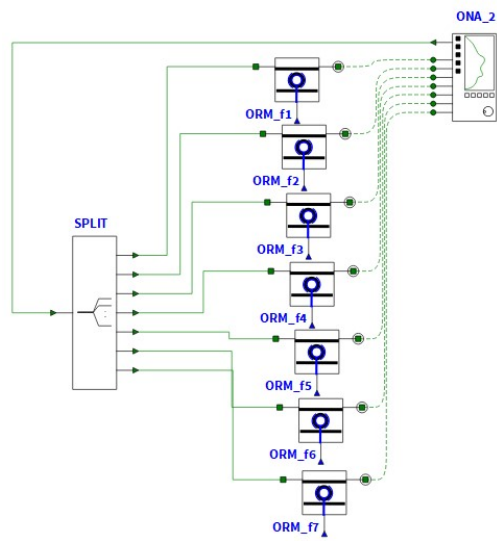 ONA_2
ORM_f1
ORM_f2
SPLIT
ORM_f3
ORM_f4
ORM_f5
ORM_f6
ORM_f7